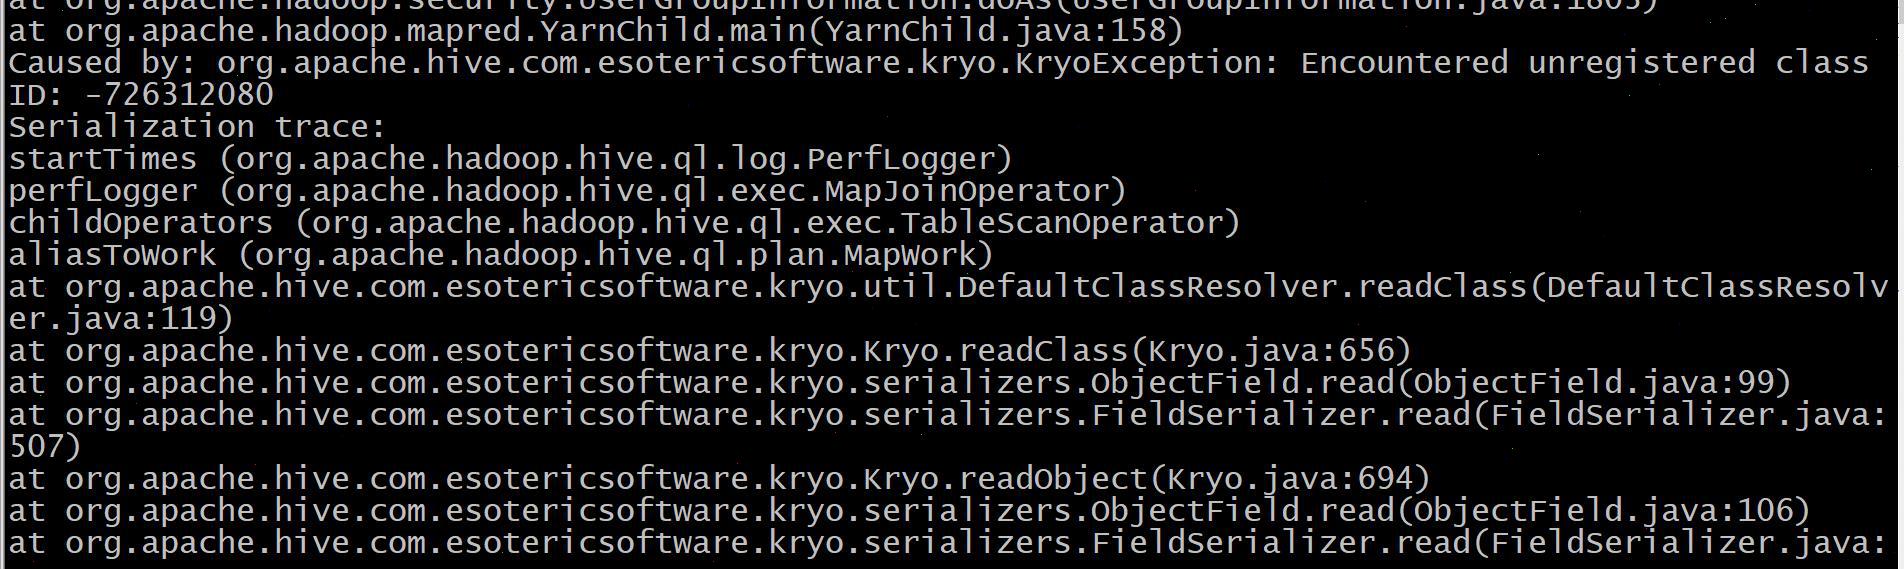 at org.apache.hadoop.security.UserGroupInformation.doAs(UserGroupInformation.java:1803)
at org.apache.hadoop.mapred.YarnChild.main(YarnChild.java:158)
Caused by: org.apache.hive.com.esotericsoftware.kryo.KryoException: Encountered unregistered class
ID: -726312080
Serialization trace:
startTimes (org.apache.hadoop.hive.ql.log.PerfLogger)
perfLogger (org.apache.hadoop.hive.ql.exec.MapJoinOperator)
childOperators (org.apache.hadoop.hive.ql.exec.TableScanOperator)
aliasToWork (org.apache.hadoop.hive.ql.plan.MapWork)
at org.apache.hive.com.esotericsoftware.kryo.util.DefaultClassResolver.readClass(DefaultClassResolv
er.java:119)
at org.apache.hive.com.esotericsoftware.kryo.Kryo.readClass(Kryo.java:656)
at org.apache.hive.com.esotericsoftware.kryo.serializers.ObjectField.read(ObjectField.java:99)
at org.apache.hive.com.esotericsoftware.kryo.serializers.FieldSerializer.read(FieldSerializer.java:
507)
at org.apache.hive.com.esotericsoftware.kryo.Kryo.readObject(Kryo.java:694)
at org.apache.hive.com.esotericsoftware.kryo.serializers.ObjectField.read(ObjectField.java:106)
at org.apache.hive.com.esotericsoftware.kryo.serializers.FieldSerializer.read(FieldSerializer.java: